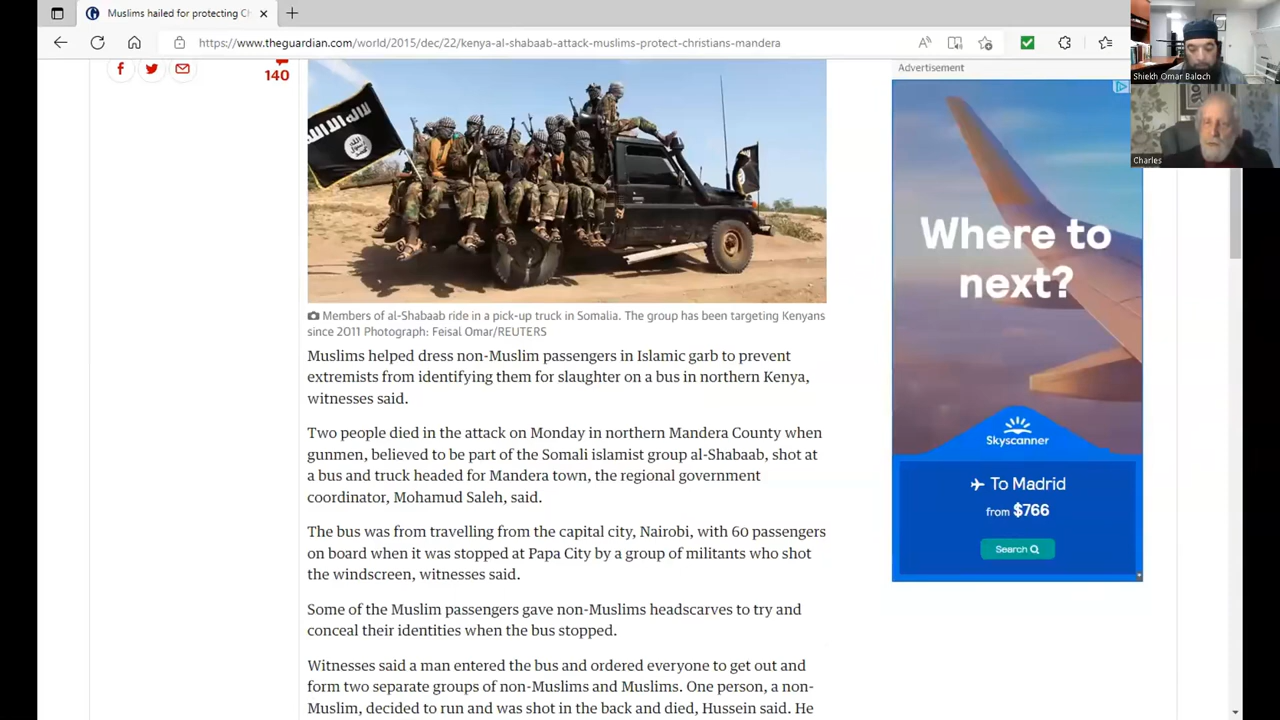 Muslims hailed for protecting Ch
https://www.theguardian.com/world/2015/dec/22/kenya-al-shabaab-attack-muslims-protect-christians-mandera
Shiekh Omar Baloch
Charles
140
Advertisement
Where to
next?
Skyscanner
To Madrid
from $766
Search
Members of al-Shabaab ride in a pick-up truck in Somalia. The group has been targeting Kenyans
since 2011 Photograph: Feisal Omar/REUTERS
Muslims helped dress non-Muslim passengers in Islamic garb to prevent
extremists from identifying them for slaughter on a bus in northern Kenya,
witnesses said.
Two people died in the attack on Monday in northern Mandera County when
gunmen, believed to be part of the Somali islamist group al-Shabaab, shot at
a bus and truck headed for Mandera town, the regional government
coordinator, Mohamud Saleh, said.
The bus was from travelling from the capital city, Nairobi, with 60 passengers
on board when it was stopped at Papa City by a group of militants who shot
the windscreen, witnesses said.
Some of the Muslim passengers gave non-Muslims headscarves to try and
conceal their identities when the bus stopped.
Witnesses said a man entered the bus and ordered everyone to get out and
form two separate groups of non-Muslims and Muslims. One person, a non-
Muslim, decided to run and was shot in the back and died, Hussein said. He